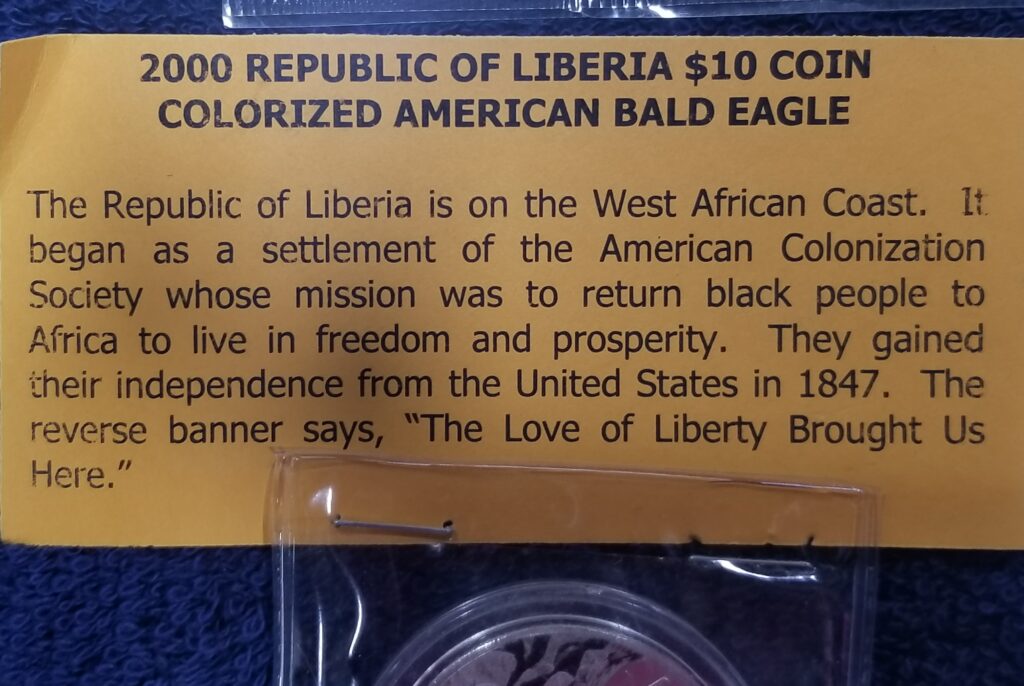 2000 REPUBLIC OF LIBERIA $10 COIN
COLORIZED AMERICAN BALD EAGLE
The Republic of Liberia is on the West African Coast. It
began as a settlement of the American Colonization
Society whose mission was to return black people to
Africa to live in freedom and prosperity. They gained
their independence from the United States in 1847. The
reverse banner says, “The Love of Liberty Brought Us
Here.”